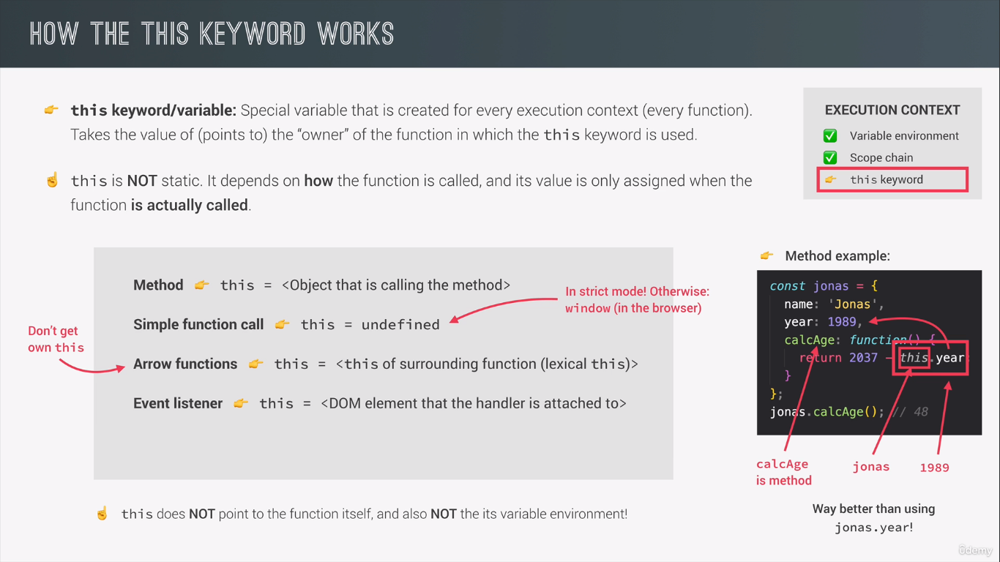 HOW THE THIS KEYWORD WORKS
this keyword/variable: Special variable that is created for every execution context (every function).
Takes the value of (points to) the “owner” of the function in which the this keyword is used.
this is NOT static. It depends on how the function is called, and its value is only assigned when the
function is actually called.
EXECUTION CONTEXT
Variable environment
Scope chain
this keyword
Method 👉 this = <Object that is calling the method>
In strict mode! Otherwise:
window (in the browser)
Simple function call 👉 this = undefined
Don’t get
own this
Arrow functions 👉 this = <this of surrounding function (lexical this)>
Event listener 👉 this = <DOM element that the handler is attached to>
this does NOT point to the function itself, and also NOT the its variable environment!
Method example:
const jonas = {
name: 'Jonas',
year: 1989,
calcAge: function() {
return 2037 - this.year
}
};
jonas.calcAge(); // 48
calcAge
is method
jonas
1989
Way better than using
jonas.year!
ûdemy